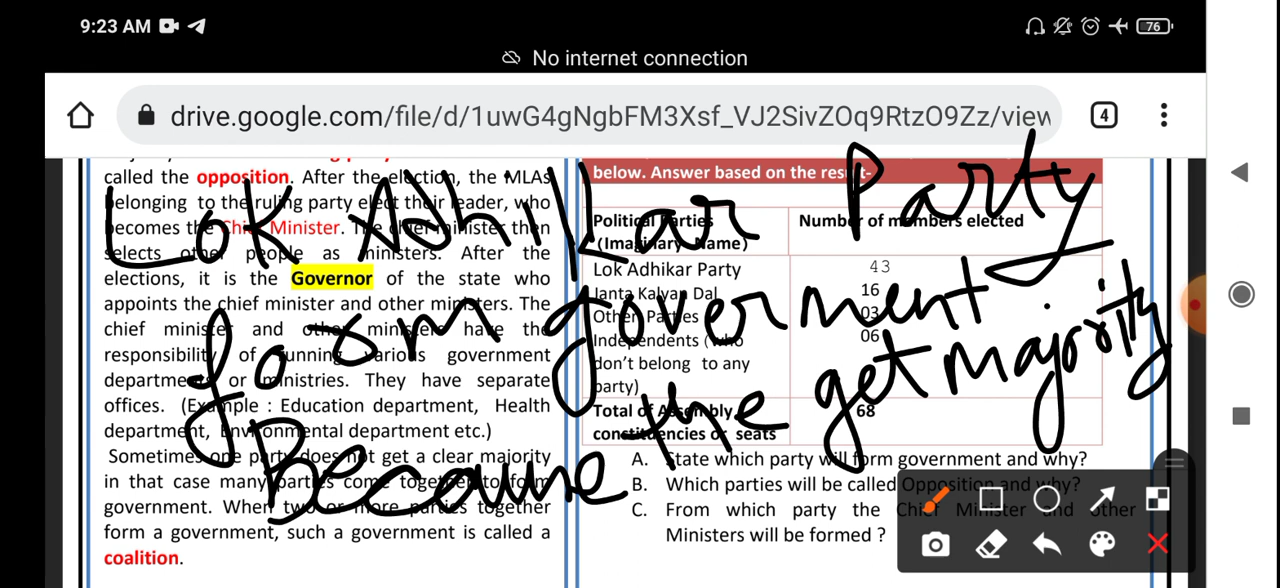 9:23 AM
76
No internet connection
drive.google.com/file/d/1uwG4gNgbFM3Xsf_VJ2SivZOq9RtzO9Zz/view
4
called the opposition. After the election, the MLAs
belonging to the ruling party elect their leader, who
becomes the Chief Minister. The chief minister then
selects other people as ministers. After the
elections, it is the Governor of the state who
appoints the chief minister and other ministers. The
chief minister and other ministers have the
responsibility of running various government
departments or ministries. They have separate
offices. (Example : Education department, Health
department, Environmental department etc.)
Sometimes one party does not get a clear majority
in that case many parties come together to form
government. When two or more parties together
form a government, such a government is called a
coalition.
below. Answer based on the result-
Political Parties
(Imaginary Name)
Number of members elected
Lok Adhikar Party 43
Janta Kalyan Dal 16
Other Parties 03
Independents (who 06
don't belong to any
party)
Total of Assembly 68
constituencies or seats
A. State which party will form government and why?
B. Which parties will be called Opposition and why?
C. From which party the Chief Minister and other
Ministers will be formed ?
Lok Adhikar Party
form goverment
Because the get majority